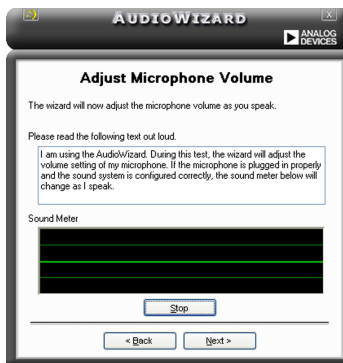 AUDIOWIZARD
ANALOG
DEVICES
Adjust Microphone Volume
The wizard will now adjust the microphone volume as you speak.
Please read the following text out loud.
I am using the AudioWizard. During this test, the wizard will adjust the
volume setting of my microphone. If the microphone is plugged in properly
and the sound system is configured correctly, the sound meter below will
change as I speak.
Sound Meter
Stop
< Back Next >